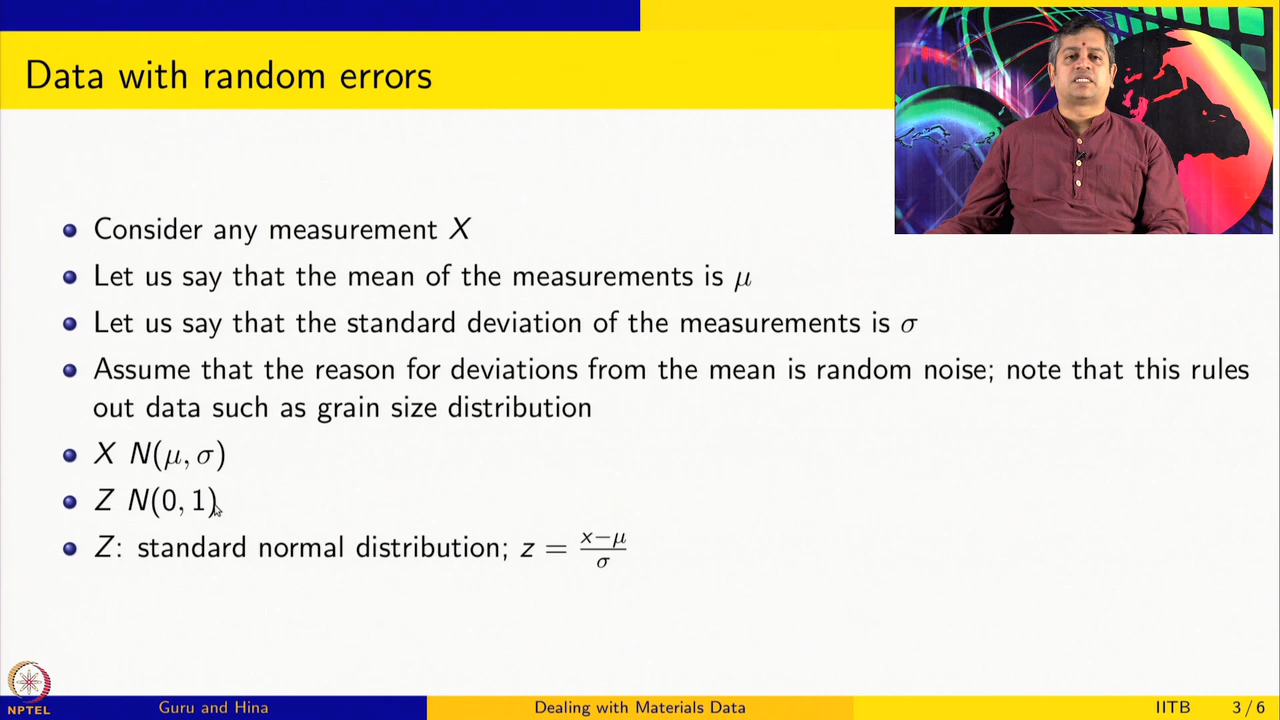 Data with random errors
Consider any measurement X
Let us say that the mean of the measurements is μ
Let us say that the standard deviation of the measurements is σ
Assume that the reason for deviations from the mean is random noise; note that this rules
out data such as grain size distribution
X N(μ, σ)
Z N(0, 1)
Z: standard normal distribution; z = \frac{x−μ}{σ}
NPTEL
Guru and Hina
Dealing with Materials Data
IITB
3 / 6